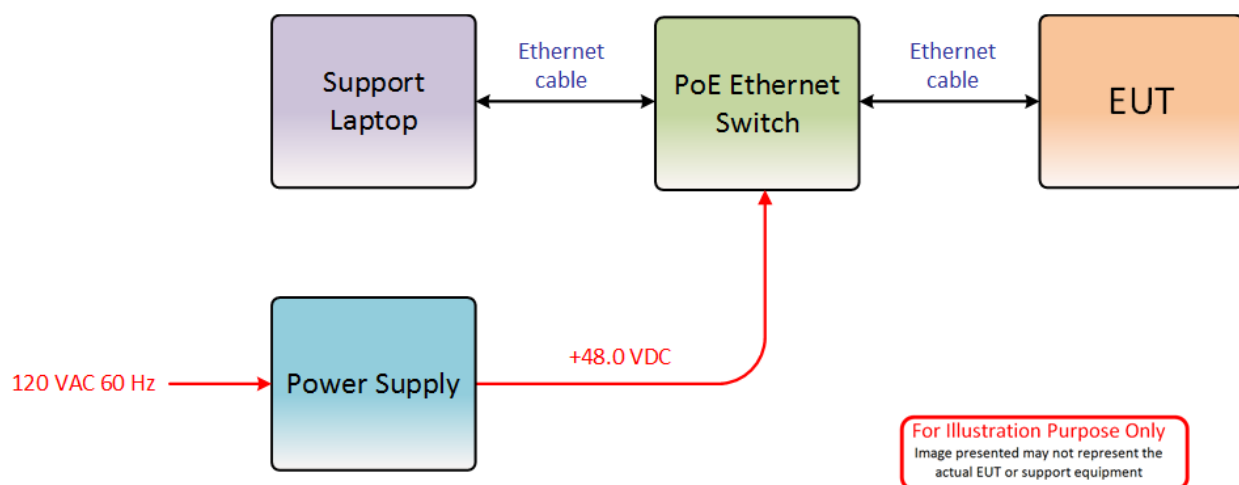 Support
Laptop
Ethernet
cable
PoE Ethernet
Switch
Ethernet
cable
EUT
120 VAC 60 Hz
Power Supply
+48.0 VDC
For Illustration Purpose Only
Image presented may not represent the
actual EUT or support equipment